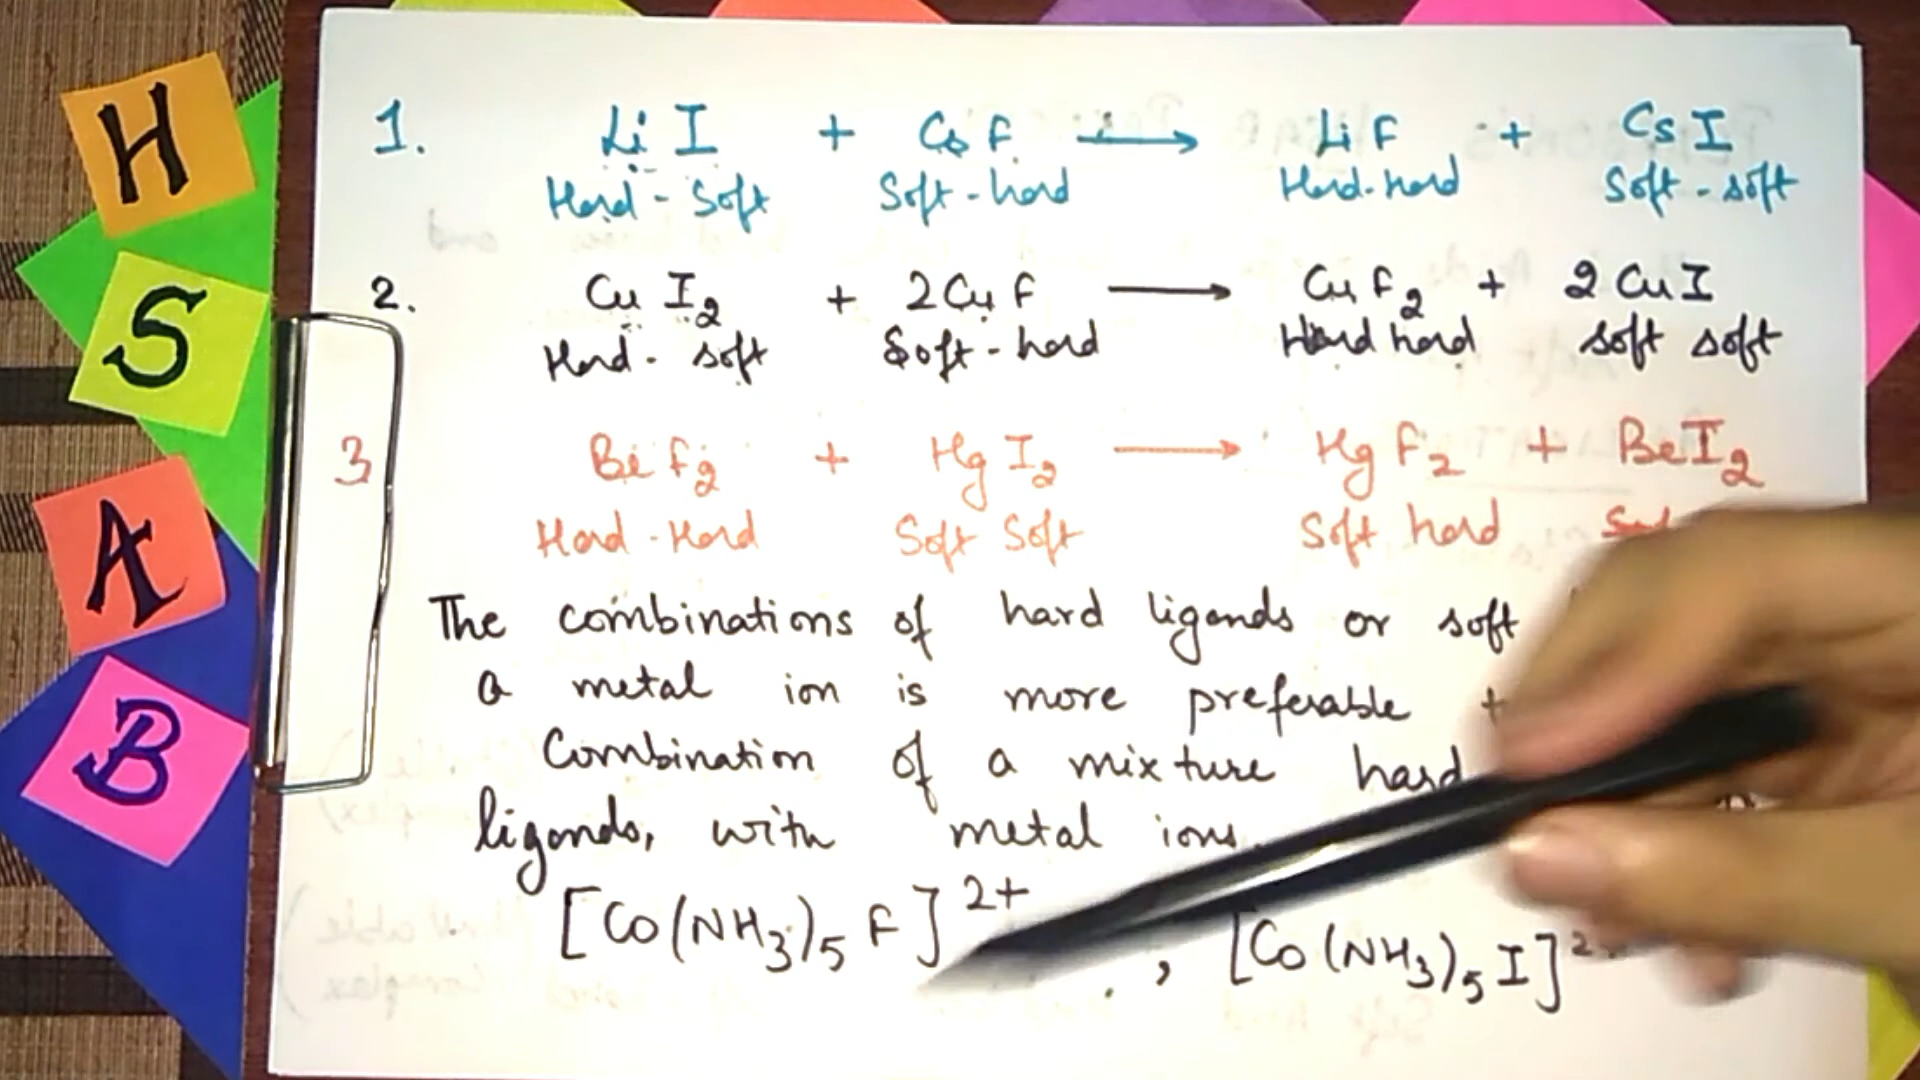 H
S
A
B
1. LiI + CsF → LiF + CsI
Hard - Soft Soft - hard Hard - hard Soft - soft
2. CuI2 + 2CuF → CuF2 + 2CuI
Hard - soft Soft - hard Hard hard soft soft
3 BeF2 + HgI2 → HgF2 + BeI2
Hard - Hard Soft Soft Soft hard
The combinations of hard ligands or soft
a metal ion is more preferable
Combination of a mixture hard
ligands, with metal ions.
[Co(NH3)5F]2+ , [Co(NH3)5I]2